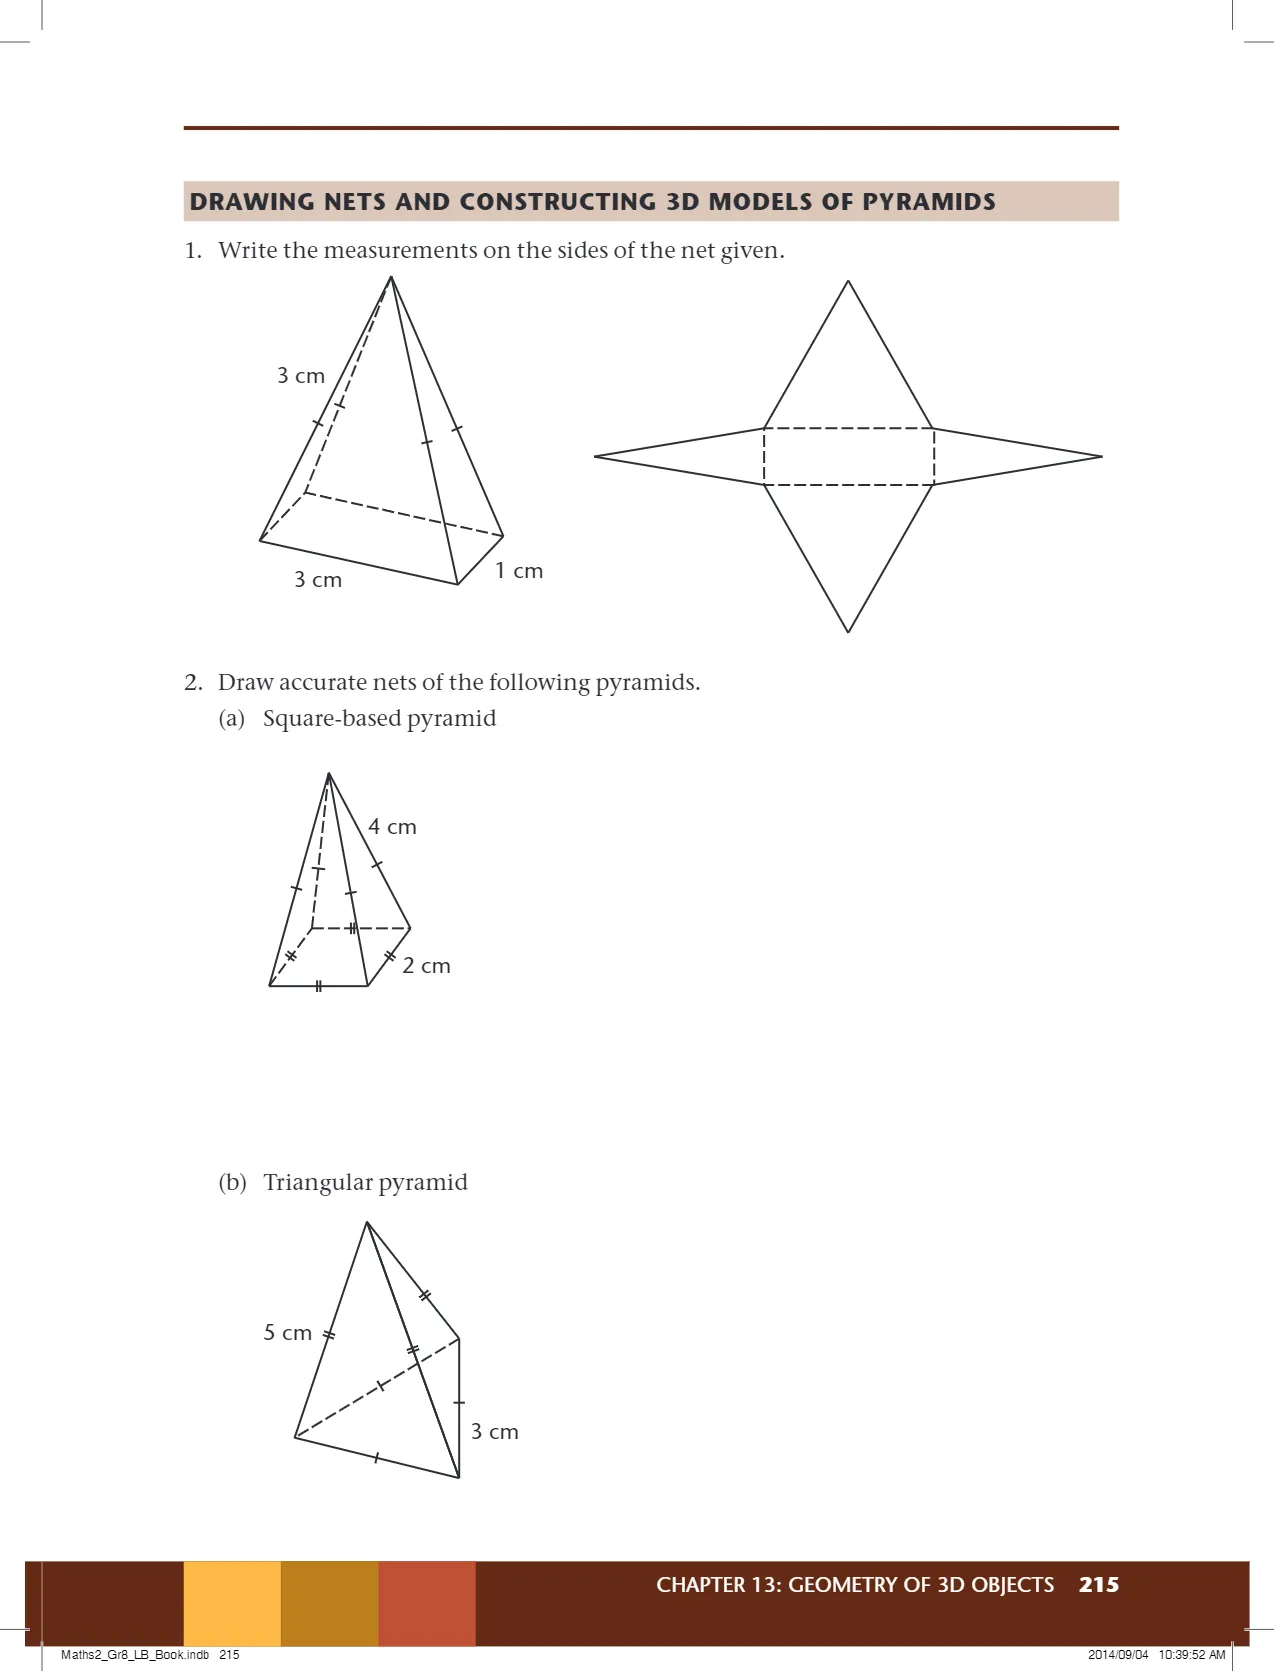 DRAWING NETS AND CONSTRUCTING 3D MODELS OF PYRAMIDS
1. Write the measurements on the sides of the net given.
3 cm
3 cm
1 cm
2. Draw accurate nets of the following pyramids.
(a) Square-based pyramid
4 cm
2 cm
(b) Triangular pyramid
5 cm
3 cm
CHAPTER 13: GEOMETRY OF 3D OBJECTS 215
Maths2_Gr8_LB_Book.indb 215
2014/09/04 10:39:52 AM